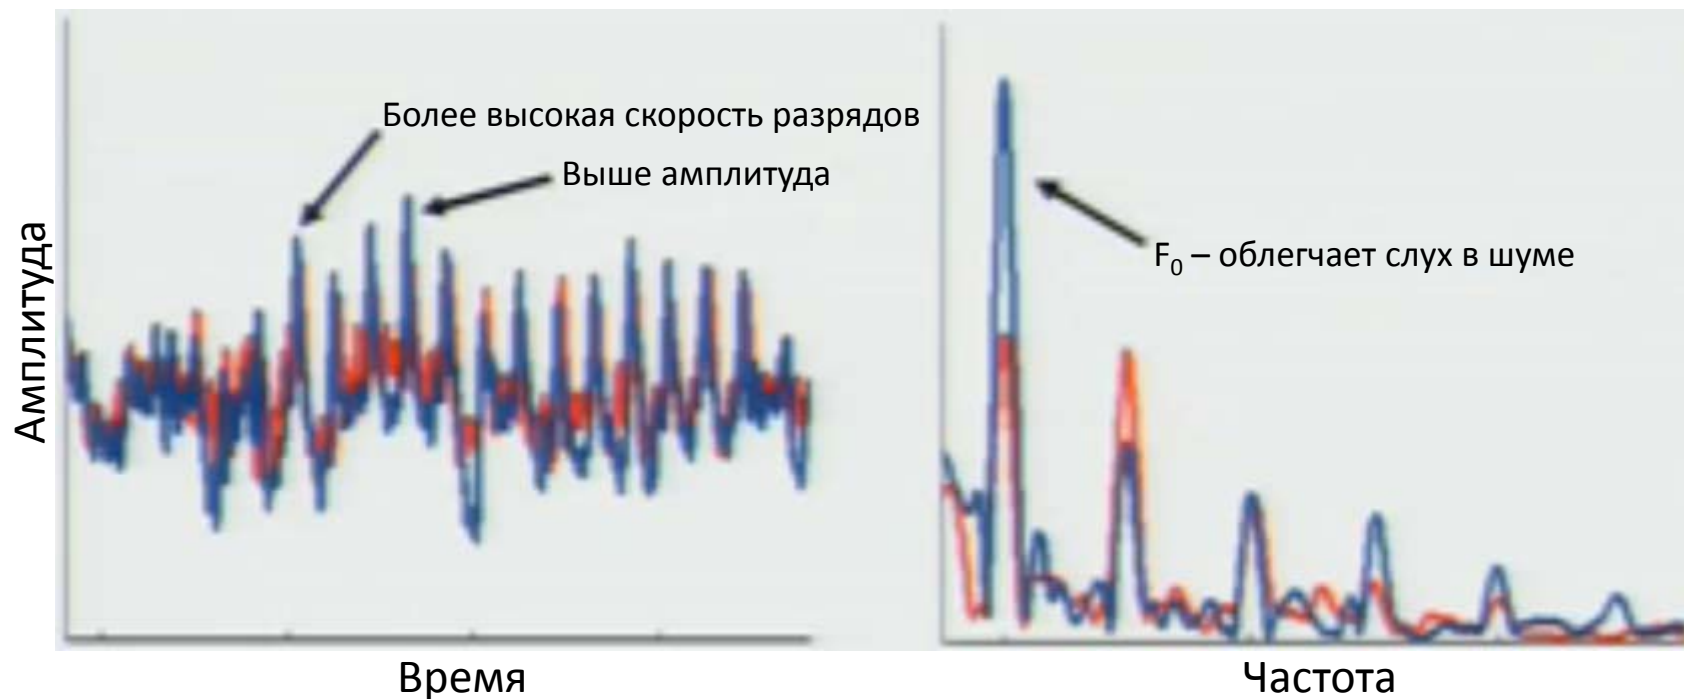 Более высокая скорость разрядов
Выше амплитуда
F₀ – облегчает слух в шуме
Амплитуда
Время
Частота